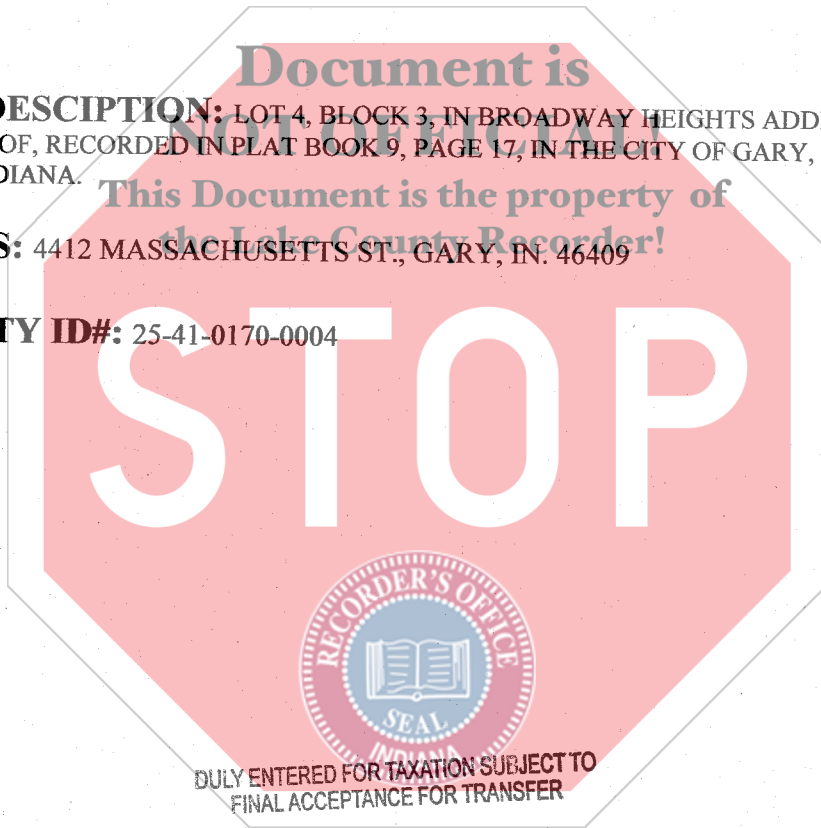 Document is
DESCIPTION: LOT 4, BLOCK 3, IN BROADWAY HEIGHTS ADD
NOT OFFICIAL!
OF, RECORDED IN PLAT BOOK 9, PAGE 17, IN THE CITY OF GARY,
DIANA.
This Document is the property of
the Lake County Recorder!
S: 4412 MASSACHUSETTS ST., GARY, IN. 46409
TY ID#: 25-41-0170-0004
STOP
RECORDER'S OFFICE
SEAL
INDIANA
DULY ENTERED FOR TAXATION SUBJECT TO
FINAL ACCEPTANCE FOR TRANSFER